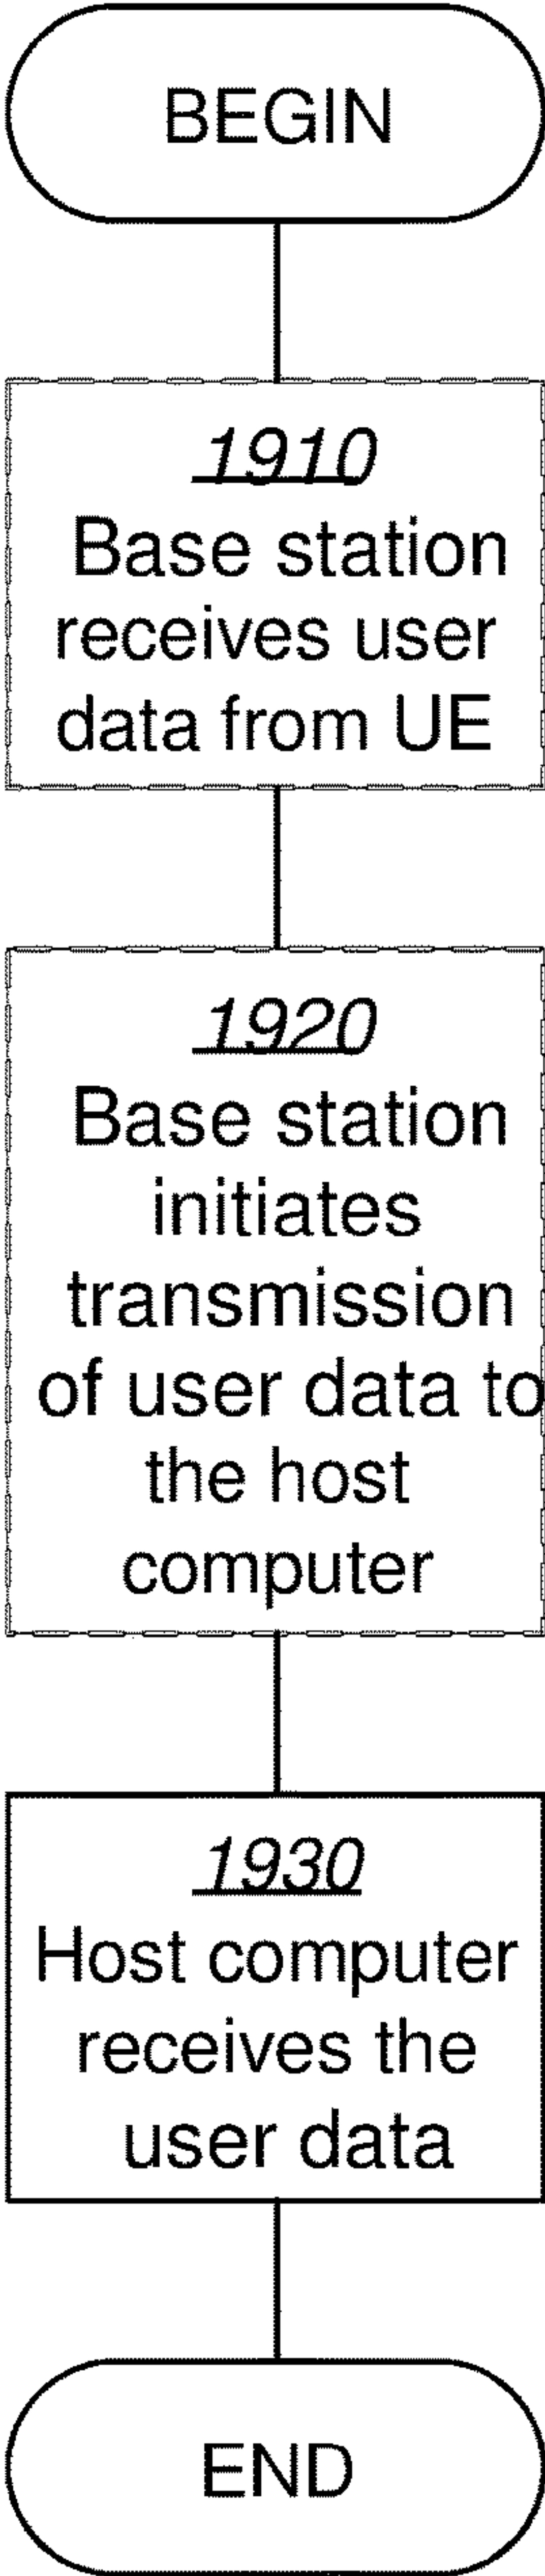 BEGIN
1910
Base station
receives user
data from UE
1920
Base station
initiates
transmission
of user data to
the host
computer
1930
Host computer
receives the
user data
END